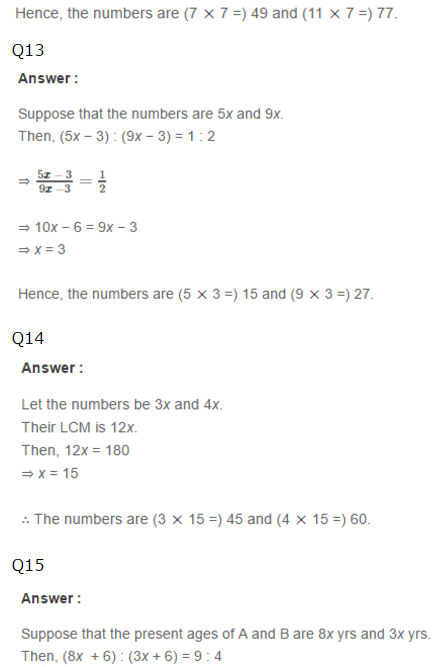 Hence, the numbers are (7 × 7 =) 49 and (11 × 7 =) 77.
Q13
Answer :
Suppose that the numbers are 5x and 9x.
Then, (5x – 3) : (9x – 3) = 1 : 2
⇒ 5x – 3 / 9x – 3 = 1 / 2
⇒ 10x – 6 = 9x – 3
⇒ x = 3
Hence, the numbers are (5 × 3 =) 15 and (9 × 3 =) 27.
Q14
Answer :
Let the numbers be 3x and 4x.
Their LCM is 12x.
Then, 12x = 180
⇒ x = 15
∴ The numbers are (3 × 15 =) 45 and (4 × 15 =) 60.
Q15
Answer :
Suppose that the present ages of A and B are 8x yrs and 3x yrs.
Then, (8x + 6) : (3x + 6) = 9 : 4